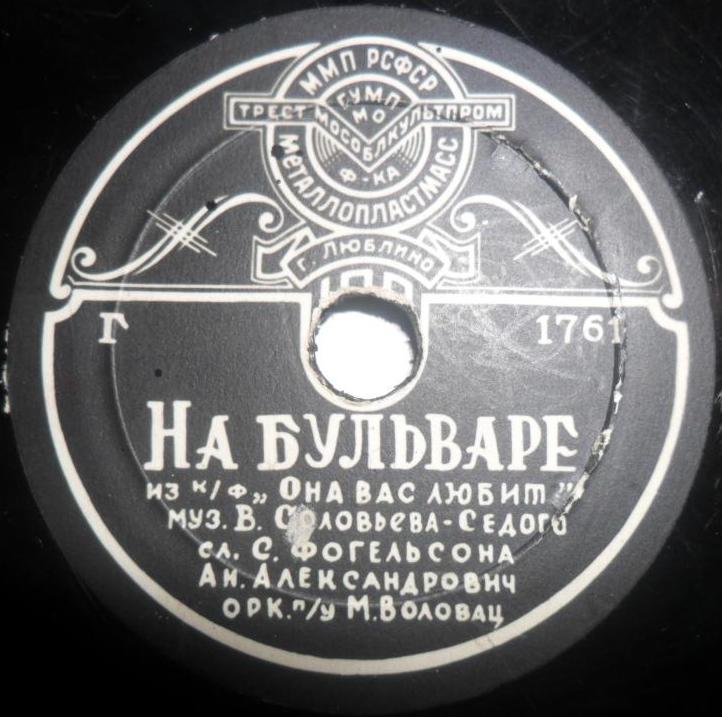 ММП РСФСР
ГУМП
МО
ТРЕСТ МОСОБЛКУЛЬТПРОМ
Ф-КА
МЕТАЛЛОПЛАСТМАСС
Г. ЛЮБЛИНО
Г 1761
НА БУЛЬВАРЕ
ИЗ К/Ф „ОНА ВАС ЛЮБИТ"
МУЗ. В. СОЛОВЬЕВА-СЕДОГО
СЛ. С. ФОГЕЛЬСОНА
АН. АЛЕКСАНДРОВИЧ
ОРК. П/У М. ВОЛОВАЦ